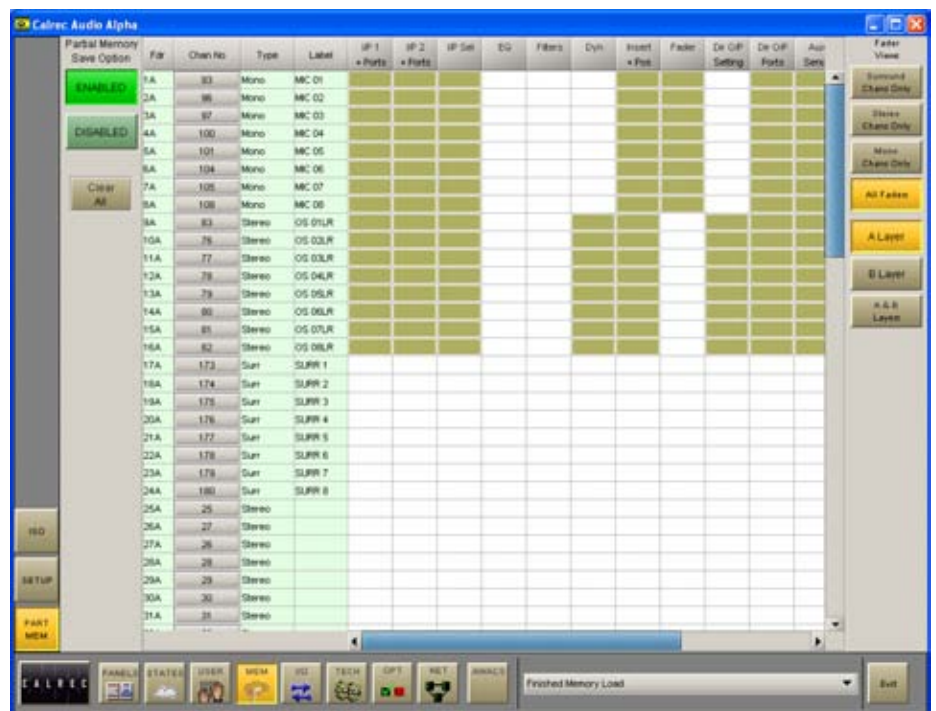 Calrec Audio Alpha
Partial Memory
Save Option
ENABLED
DISABLED
Clear
All
Fdr Chan No. Type Label I/P 1 + Ports I/P 2 + Ports I/P Sel EQ Filters Dyn Insert + Pos Fader Dir O/P Setting Dir O/P Ports Aux Send
1A 93 Mono MIC 01
2A 96 Mono MIC 02
3A 97 Mono MIC 03
4A 100 Mono MIC 04
5A 101 Mono MIC 05
6A 104 Mono MIC 06
7A 105 Mono MIC 07
8A 108 Mono MIC 08
9A 83 Stereo OS 01LR
10A 76 Stereo OS 02LR
11A 77 Stereo OS 03LR
12A 78 Stereo OS 04LR
13A 79 Stereo OS 05LR
14A 80 Stereo OS 06LR
15A 81 Stereo OS 07LR
16A 82 Stereo OS 08LR
17A 173 Surr SURR 1
18A 174 Surr SURR 2
19A 175 Surr SURR 3
20A 176 Surr SURR 4
21A 177 Surr SURR 5
22A 178 Surr SURR 6
23A 179 Surr SURR 7
24A 180 Surr SURR 8
25A 25 Stereo
26A 27 Stereo
27A 26 Stereo
28A 28 Stereo
29A 29 Stereo
30A 30 Stereo
31A 31 Stereo
Fader
Views
Surround
Chans Only
Stereo
Chans Only
Mono
Chans Only
All Faders
A Layer
B Layer
A & B
Layers
ISO
SETUP
PART
MEM
CALREC
PANELS
STATES
USER
MEM
I/O
TECH
OPT
NET
AWACS
Finished Memory Load
Exit